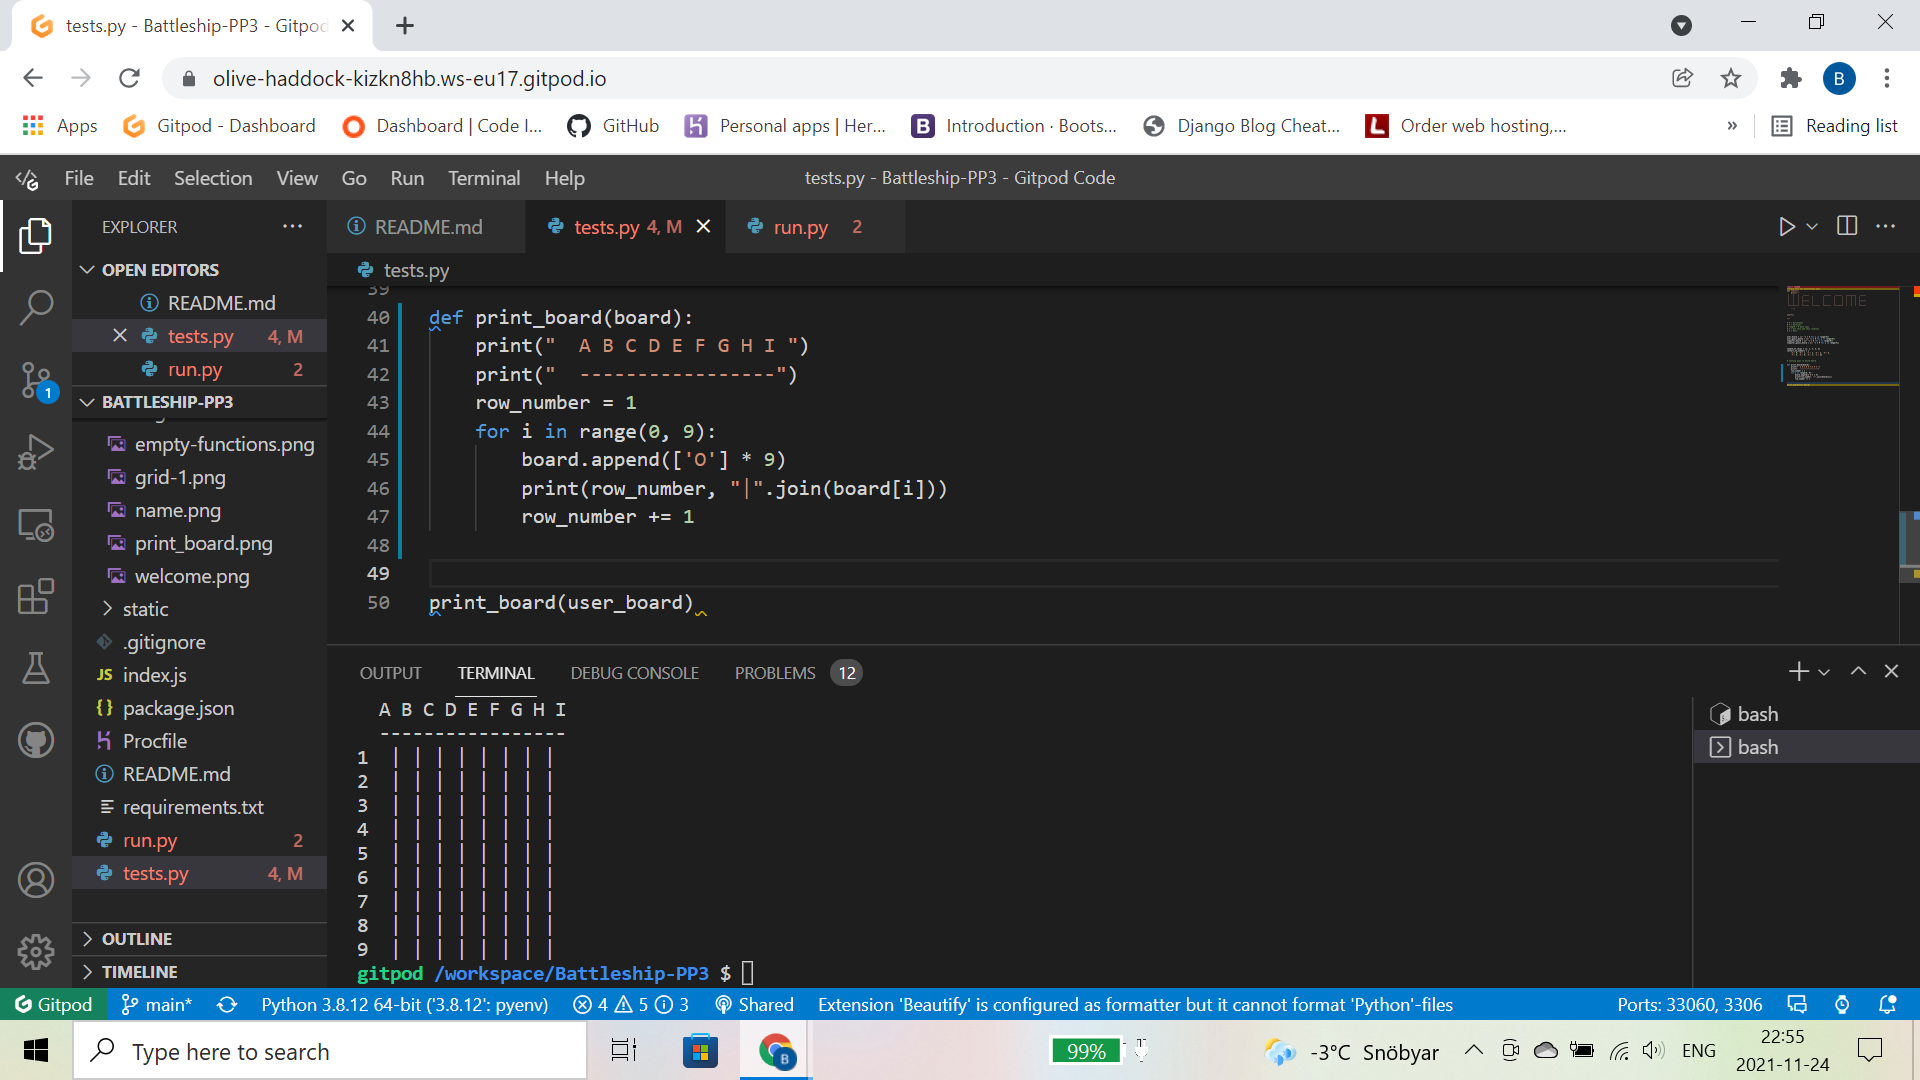 tests.py - Battleship-PP3 - Gitpod
olive-haddock-kizkn8hb.ws-eu17.gitpod.io
B
Apps
Gitpod - Dashboard
Dashboard | Code I...
GitHub
Personal apps | Her...
Introduction · Boots...
Django Blog Cheat...
Order web hosting,...
»
Reading list
File Edit Selection View Go Run Terminal Help
tests.py - Battleship-PP3 - Gitpod Code
EXPLORER
README.md
tests.py 4, M
run.py 2
OPEN EDITORS
README.md
tests.py 4, M
run.py 2
BATTLESHIP-PP3
empty-functions.png
grid-1.png
name.png
print_board.png
welcome.png
static
.gitignore
JS index.js
{} package.json
Procfile
README.md
requirements.txt
run.py 2
tests.py 4, M
OUTLINE
TIMELINE
1
tests.py
39
40 def print_board(board):
41 print("  A B C D E F G H I ")
42 print("  -----------------")
43 row_number = 1
44 for i in range(0, 9):
45 board.append(['O'] * 9)
46 print(row_number, "|".join(board[i]))
47 row_number += 1
48
49
50 print_board(user_board)
WELCOME
OUTPUT TERMINAL DEBUG CONSOLE PROBLEMS 12
A B C D E F G H I
-----------------
1  | | | | | | | |
2  | | | | | | | |
3  | | | | | | | |
4  | | | | | | | |
5  | | | | | | | |
6  | | | | | | | |
7  | | | | | | | |
8  | | | | | | | |
9  | | | | | | | |
gitpod /workspace/Battleship-PP3 $
bash
bash
Gitpod main* Python 3.8.12 64-bit ('3.8.12': pyenv) 4 5 3 Shared Extension 'Beautify' is configured as formatter but it cannot format 'Python'-files Ports: 33060, 3306
Type here to search
B
99%
-3°C Snöbyar
ENG
22:55
2021-11-24